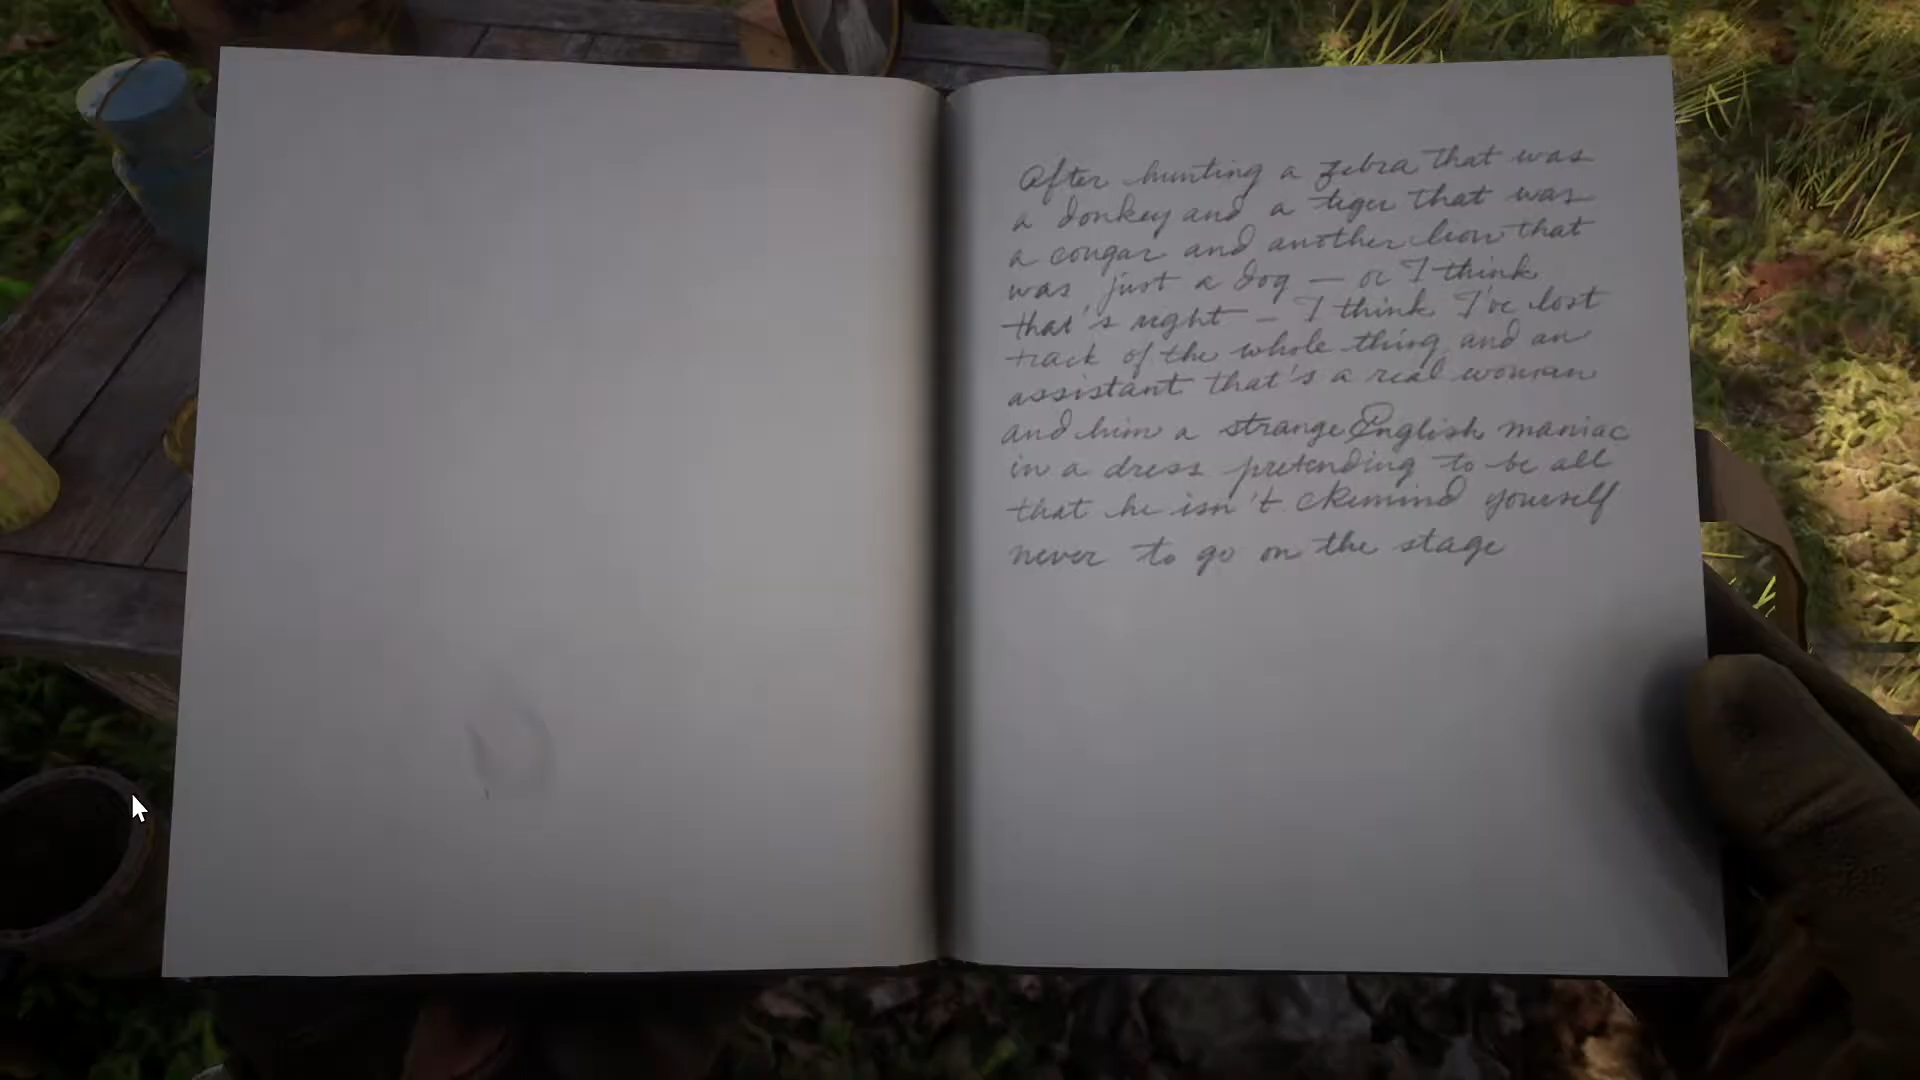 After hunting a zebra that was
a donkey and a tiger that was
a cougar and another lion that
was just a dog — or I think
that's right — I think I've lost
track of the whole thing and an
assistant that's a real woman
and him a strange English maniac
in a dress pretending to be all
that he isn't remind yourself
never to go on the stage